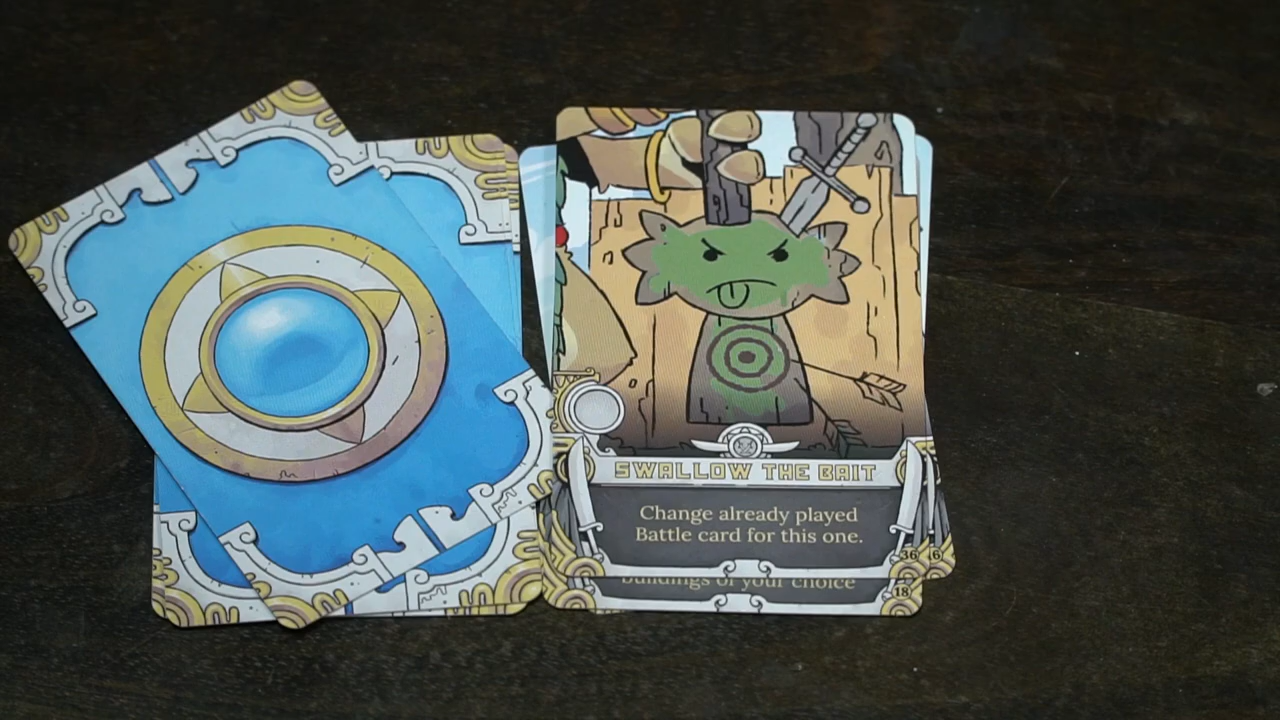 SWALLOW THE BAIT
Change already played
Battle card for this one.
36
6
buildings of your choice
18